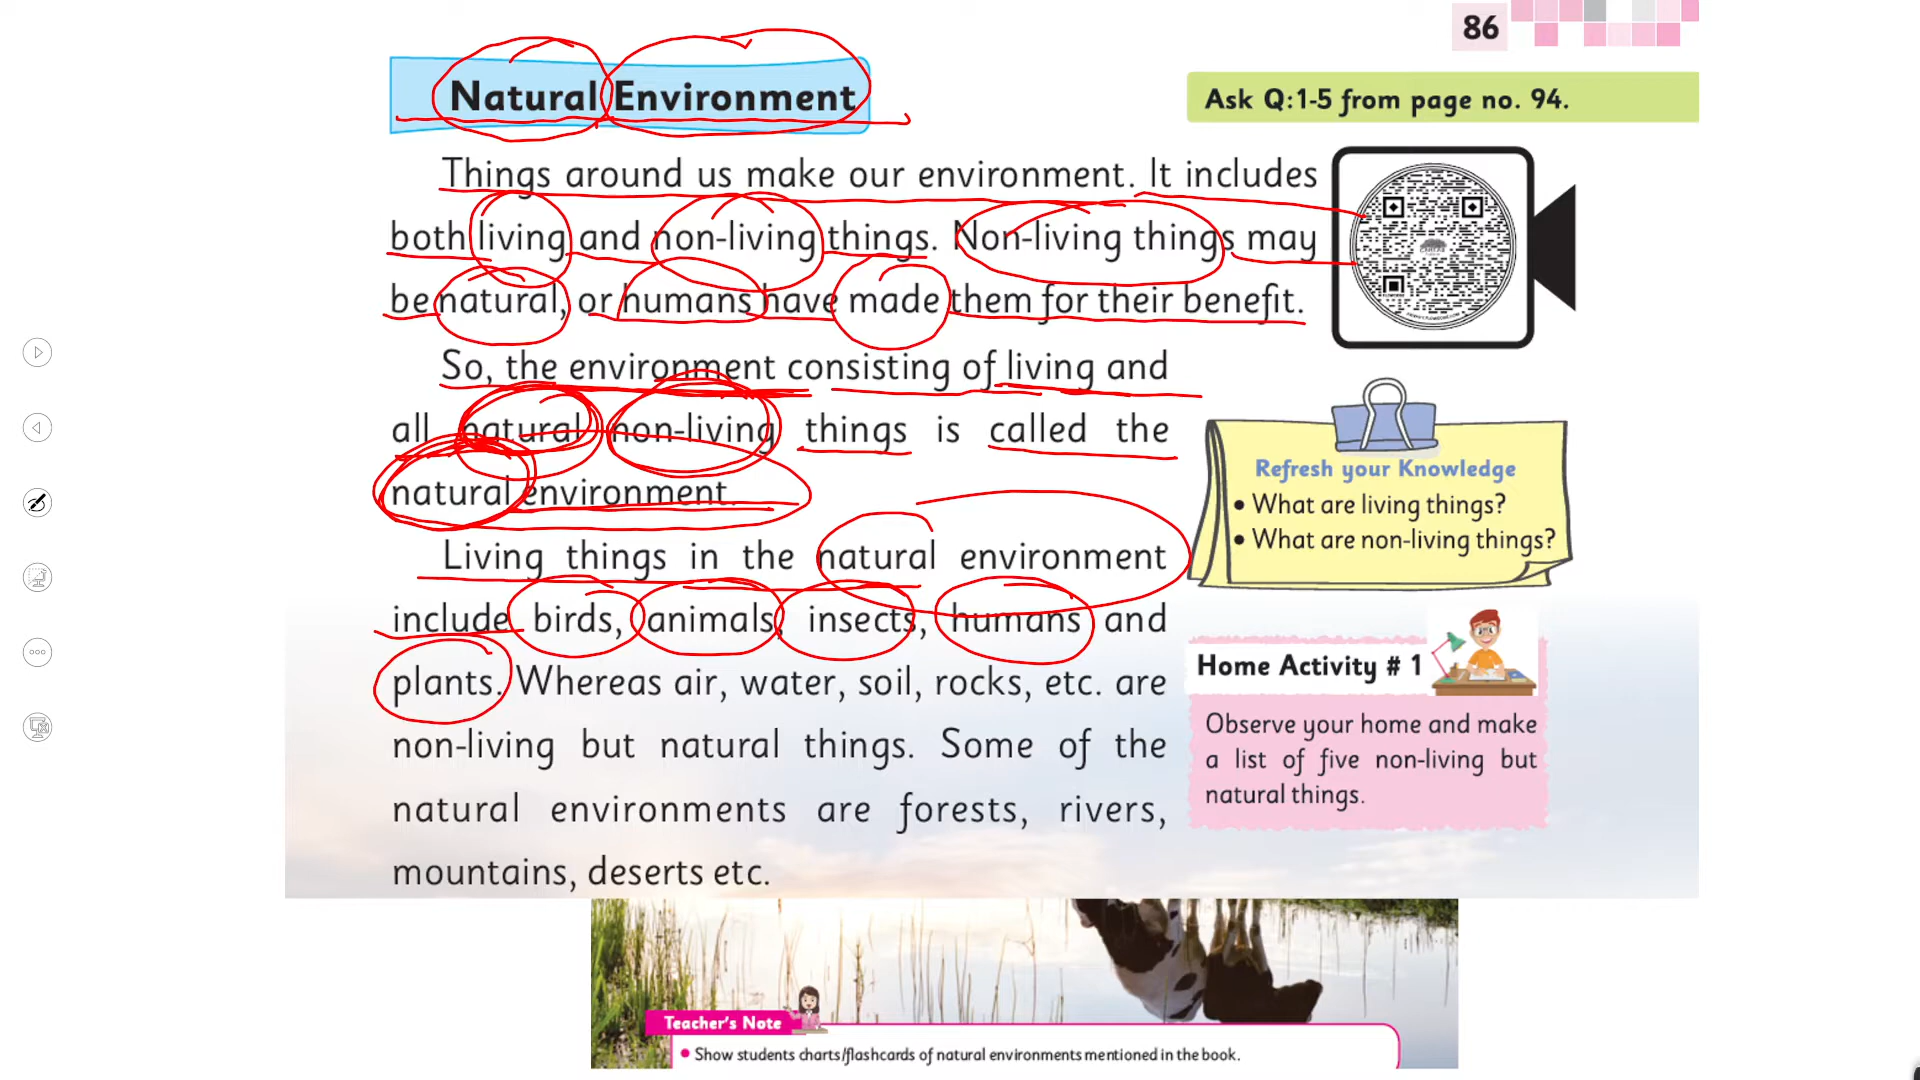 86
Natural Environment
Ask Q:1-5 from page no. 94.
Things around us make our environment. It includes
both living and non-living things. Non-living things may
be natural, or humans have made them for their benefit.
So, the environment consisting of living and
all natural non-living things is called the
natural environment.
Living things in the natural environment
include birds, animals, insects, humans and
plants. Whereas air, water, soil, rocks, etc. are
non-living but natural things. Some of the
natural environments are forests, rivers,
mountains, deserts etc.
Refresh your Knowledge
• What are living things?
• What are non-living things?
Home Activity # 1
Observe your home and make
a list of five non-living but
natural things.
Teacher's Note
• Show students charts/flashcards of natural environments mentioned in the book.